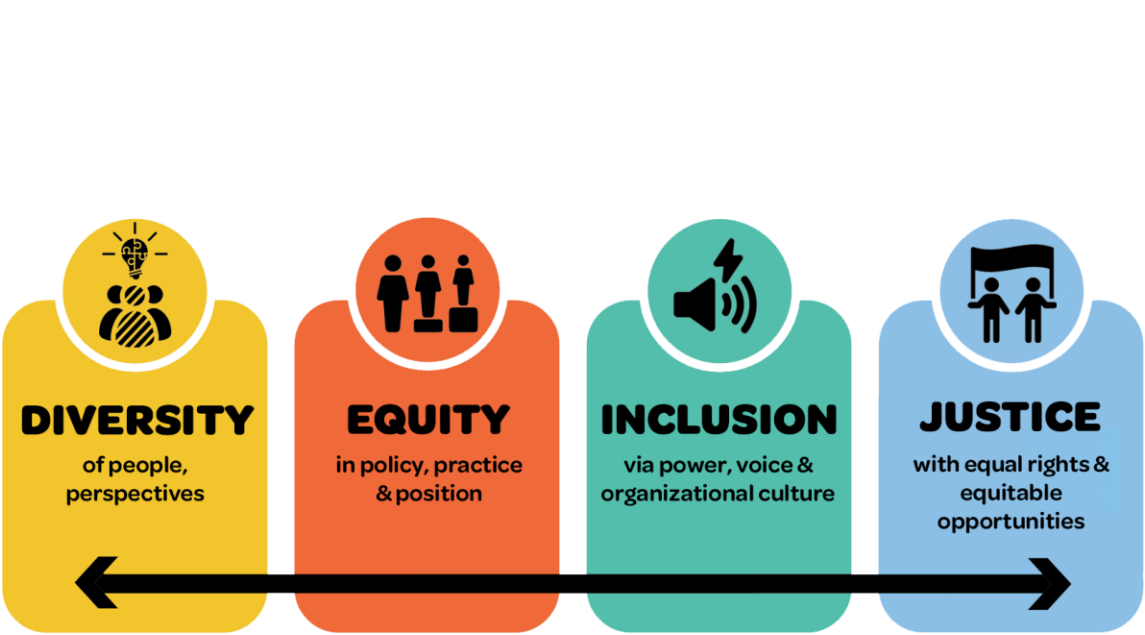 DIVERSITY
of people,
perspectives
EQUITY
in policy, practice
& position
INCLUSION
via power, voice &
organizational culture
JUSTICE
with equal rights &
equitable
opportunities